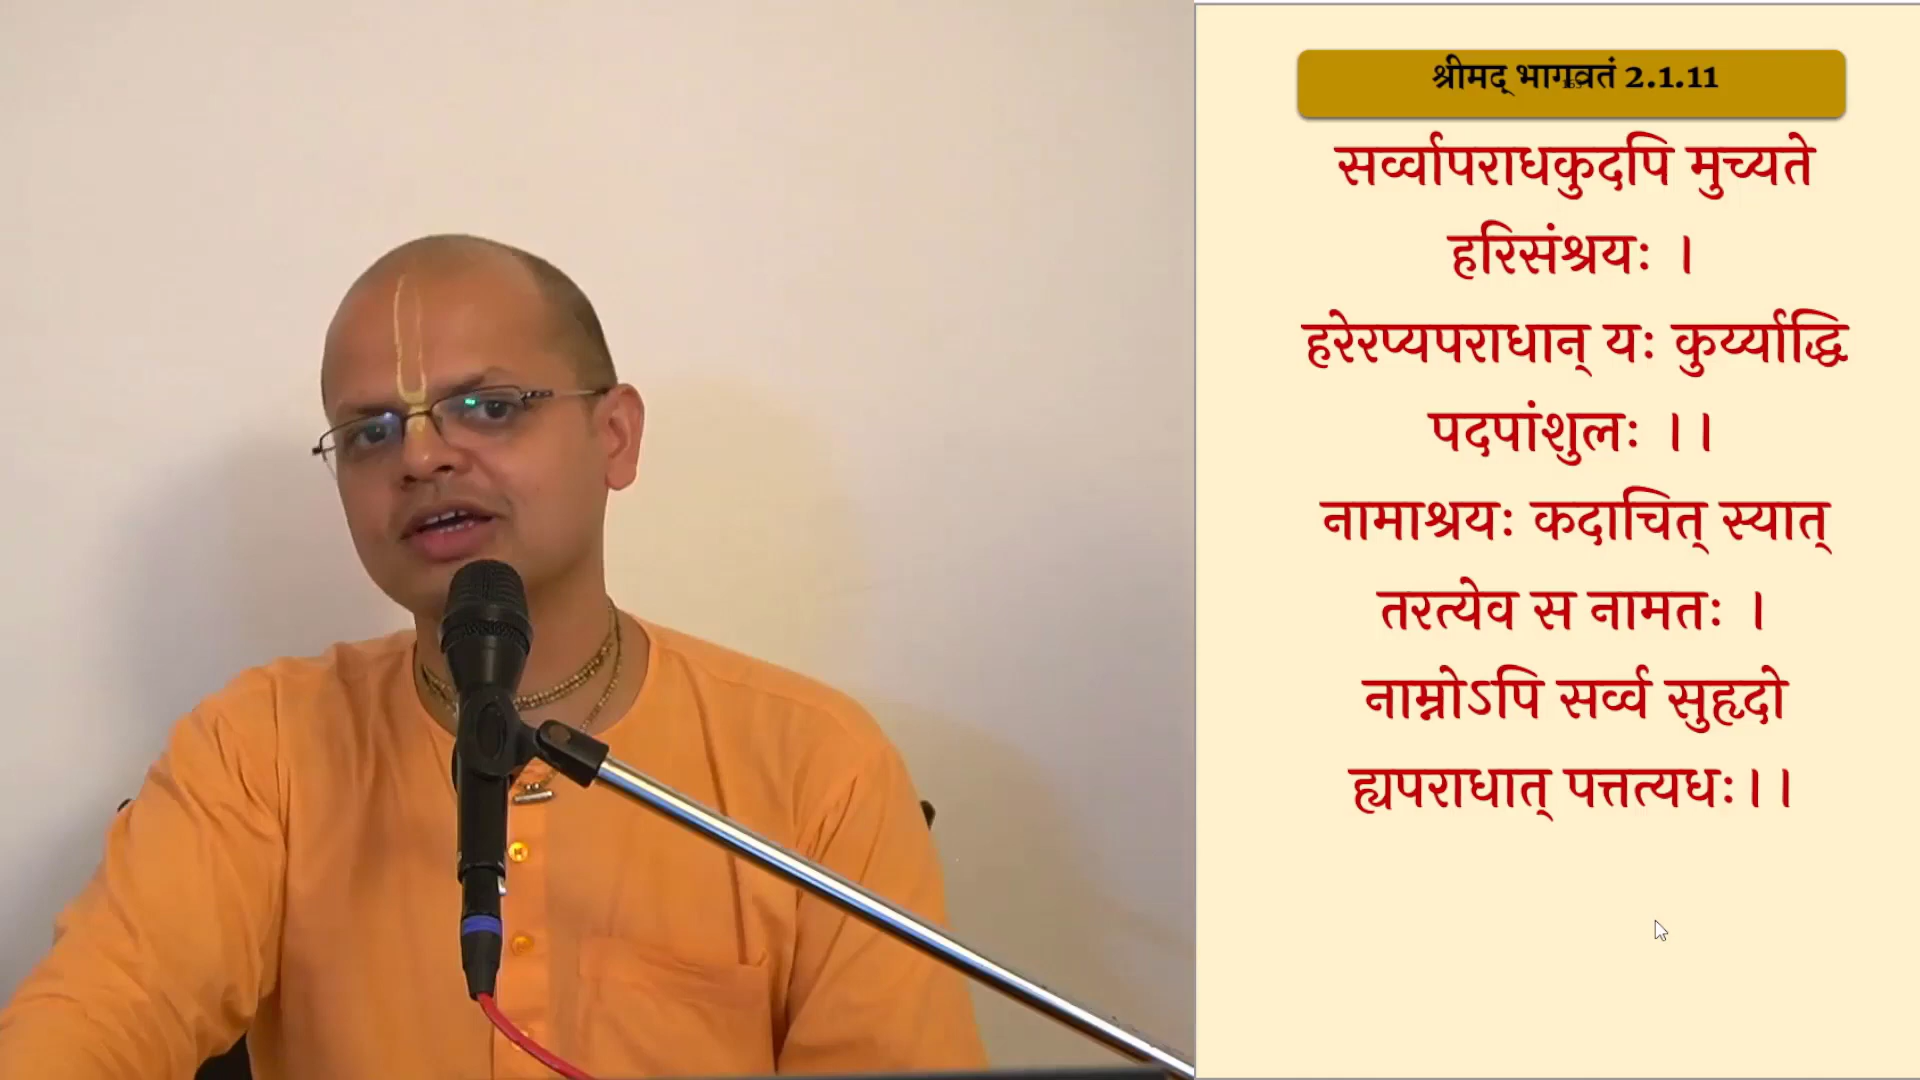 श्रीमद् भागवतं 2.1.11
सर्व्वापराधकुदपि मुच्यते
हरिसंश्रयः ।
हरेरप्यपराधान् यः कुर्य्याद्धि
पदपांशुलः ।।
नामाश्रयः कदाचित् स्यात्
तरत्येव स नामतः ।
नाम्नोऽपि सर्व्व सुहृदो
ह्यपराधात् पत्तत्यधः।।